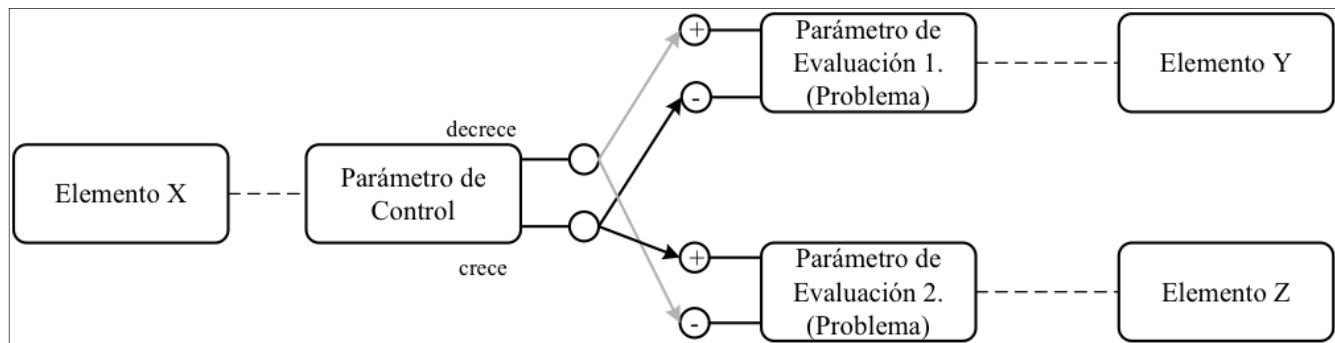 Elemento X
Parámetro de
Control
decrece
crece
+
-
Parámetro de
Evaluación 1.
(Problema)
Elemento Y
+
-
Parámetro de
Evaluación 2.
(Problema)
Elemento Z